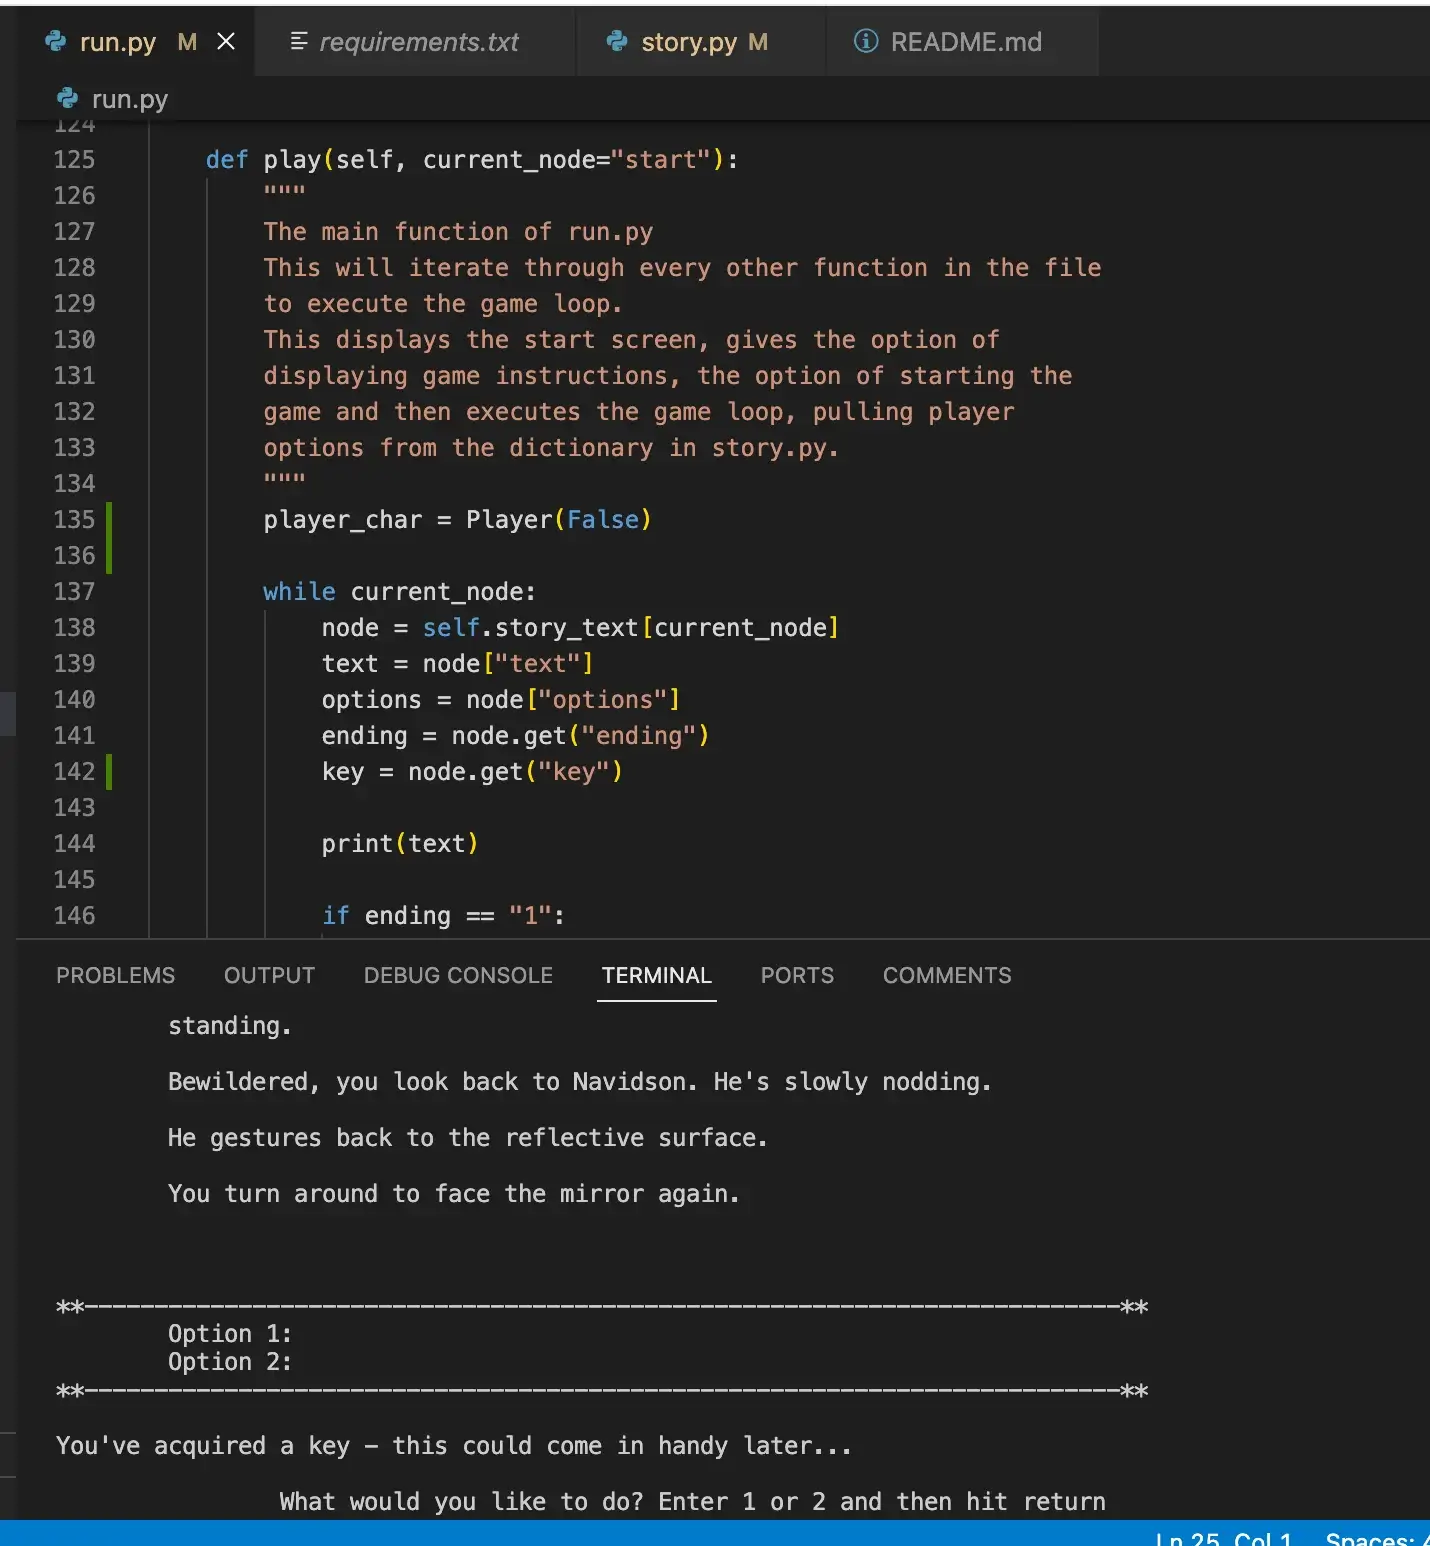 run.py M
requirements.txt
story.py M
README.md
run.py
124
125 def play(self, current_node="start"):
126 """
127 The main function of run.py
128 This will iterate through every other function in the file
129 to execute the game loop.
130 This displays the start screen, gives the option of
131 displaying game instructions, the option of starting the
132 game and then executes the game loop, pulling player
133 options from the dictionary in story.py.
134 """
135 player_char = Player(False)
136
137 while current_node:
138 node = self.story_text[current_node]
139 text = node["text"]
140 options = node["options"]
141 ending = node.get("ending")
142 key = node.get("key")
143
144 print(text)
145
146 if ending == "1":
PROBLEMS OUTPUT DEBUG CONSOLE TERMINAL PORTS COMMENTS
standing.
Bewildered, you look back to Navidson. He's slowly nodding.
He gestures back to the reflective surface.
You turn around to face the mirror again.
**--------------------------------------------------------------------------**
Option 1:
Option 2:
**--------------------------------------------------------------------------**
You've acquired a key – this could come in handy later...
What would you like to do? Enter 1 or 2 and then hit return
Ln 25, Col 1 Spaces: